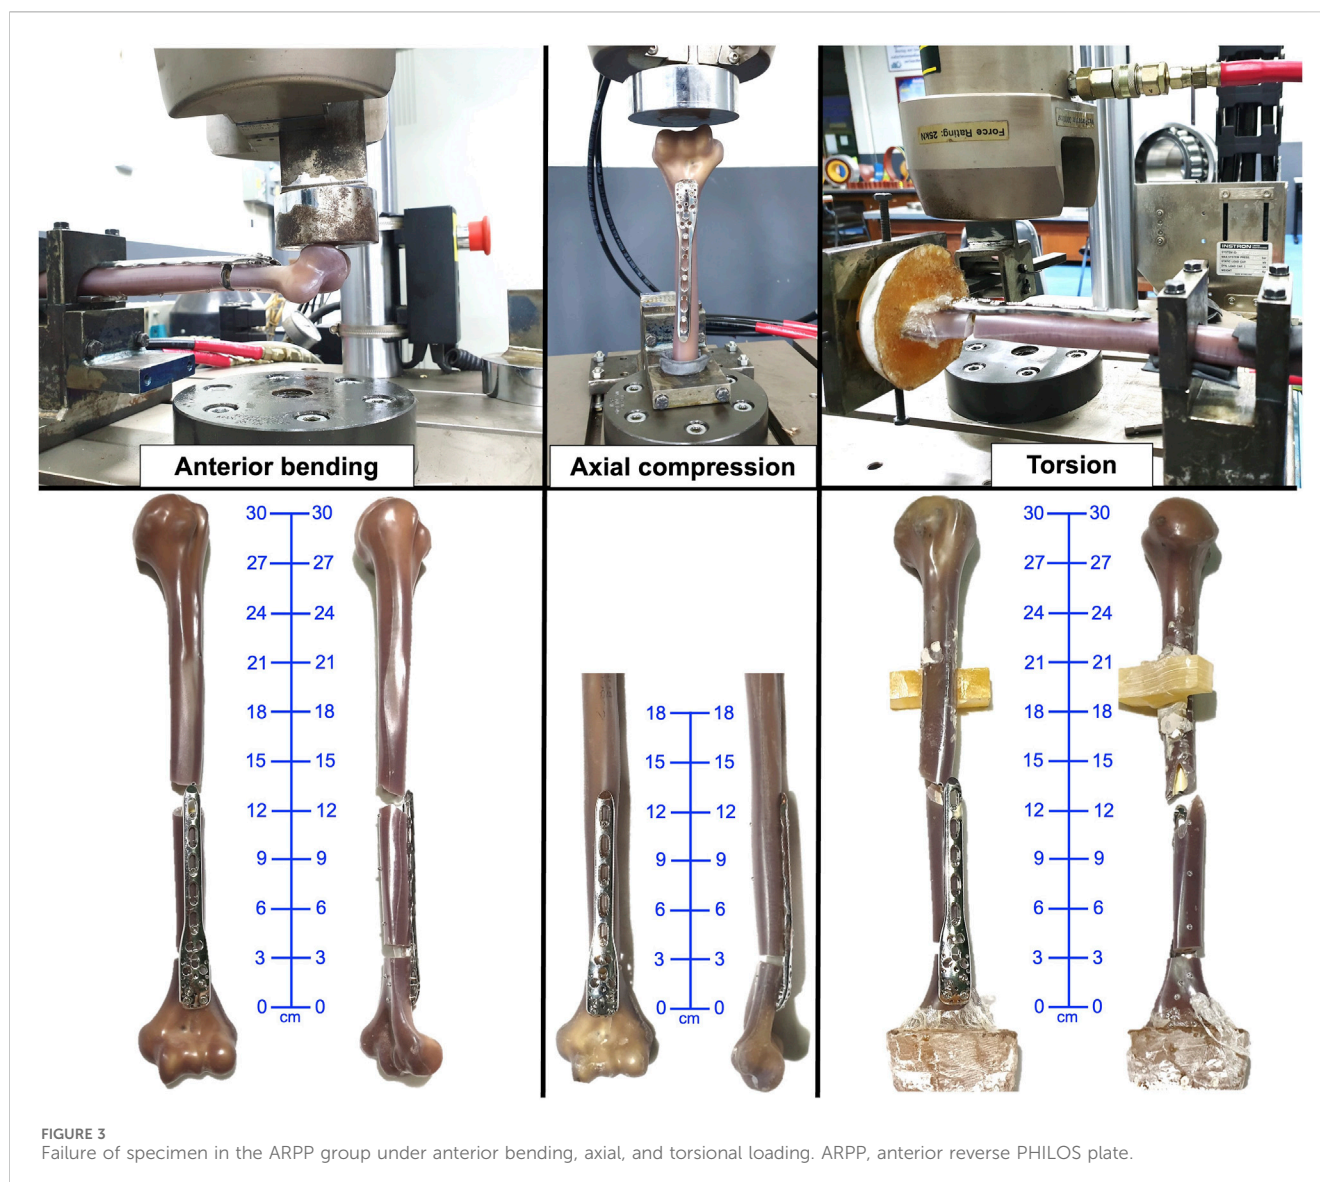 Force Rating: 25kN
INSTRON
Anterior bending
Axial compression
Torsion
30 30
27 27
24 24
21 21
18 18
15 15
12 12
9 9
6 6
3 3
0 0
cm
18 18
15 15
12 12
9 9
6 6
3 3
0 0
cm
30 30
27 27
24 24
21 21
18 18
15 15
12 12
9 9
6 6
3 3
0 0
cm
FIGURE 3
Failure of specimen in the ARPP group under anterior bending, axial, and torsional loading. ARPP, anterior reverse PHILOS plate.